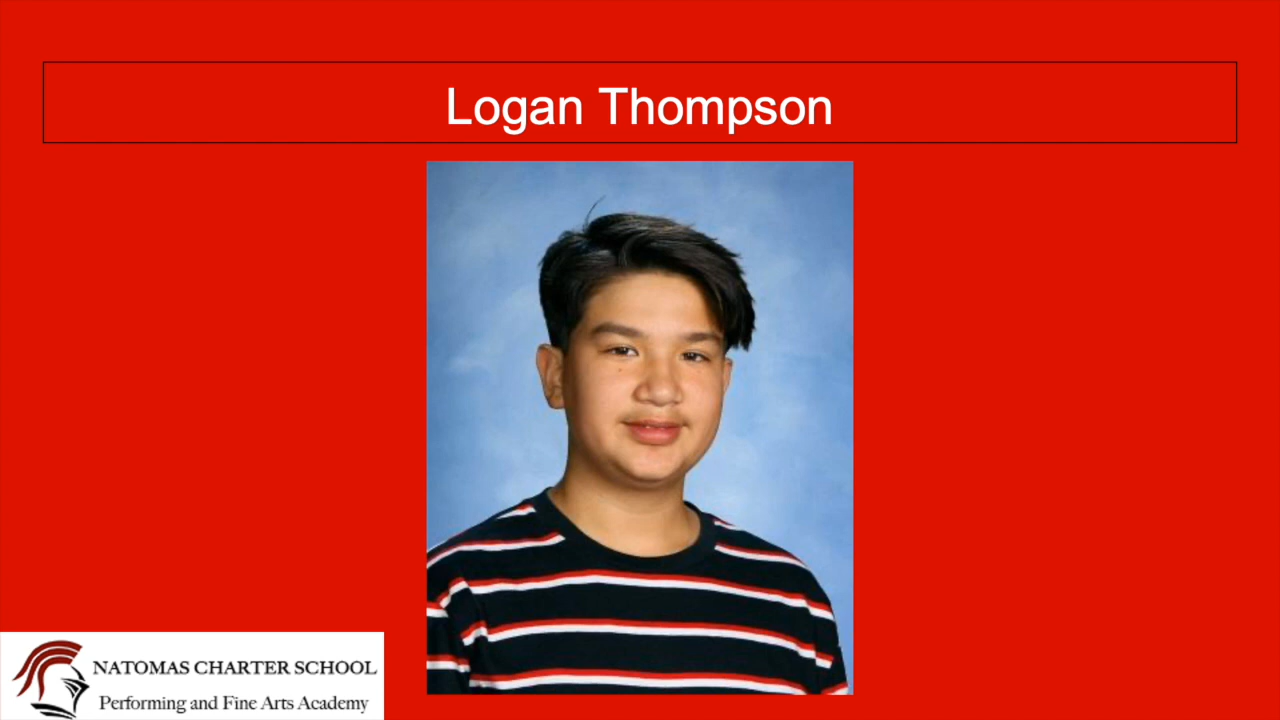 Logan Thompson
NATOMAS CHARTER SCHOOL
Performing and Fine Arts Academy